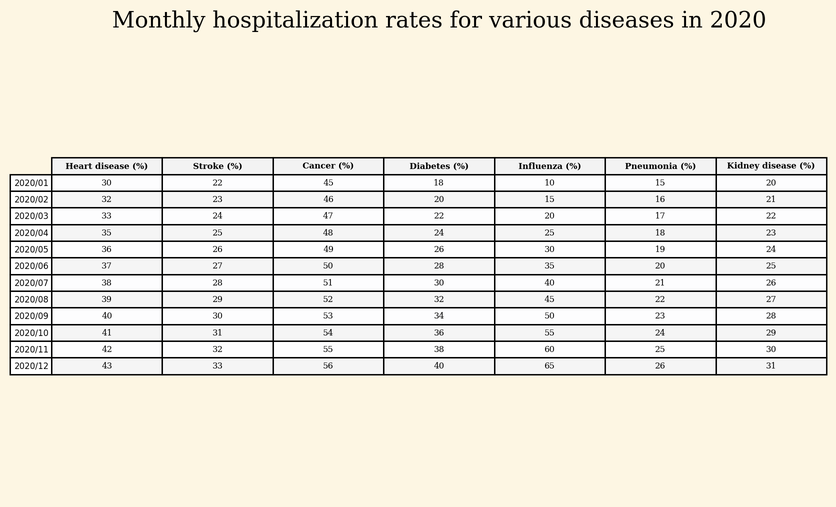 Monthly hospitalization rates for various diseases in 2020
Heart disease (%) Stroke (%) Cancer (%) Diabetes (%) Influenza (%) Pneumonia (%) Kidney disease (%)
2020/01 30 22 45 18 10 15 20
2020/02 32 23 46 20 15 16 21
2020/03 33 24 47 22 20 17 22
2020/04 35 25 48 24 25 18 23
2020/05 36 26 49 26 30 19 24
2020/06 37 27 50 28 35 20 25
2020/07 38 28 51 30 40 21 26
2020/08 39 29 52 32 45 22 27
2020/09 40 30 53 34 50 23 28
2020/10 41 31 54 36 55 24 29
2020/11 42 32 55 38 60 25 30
2020/12 43 33 56 40 65 26 31